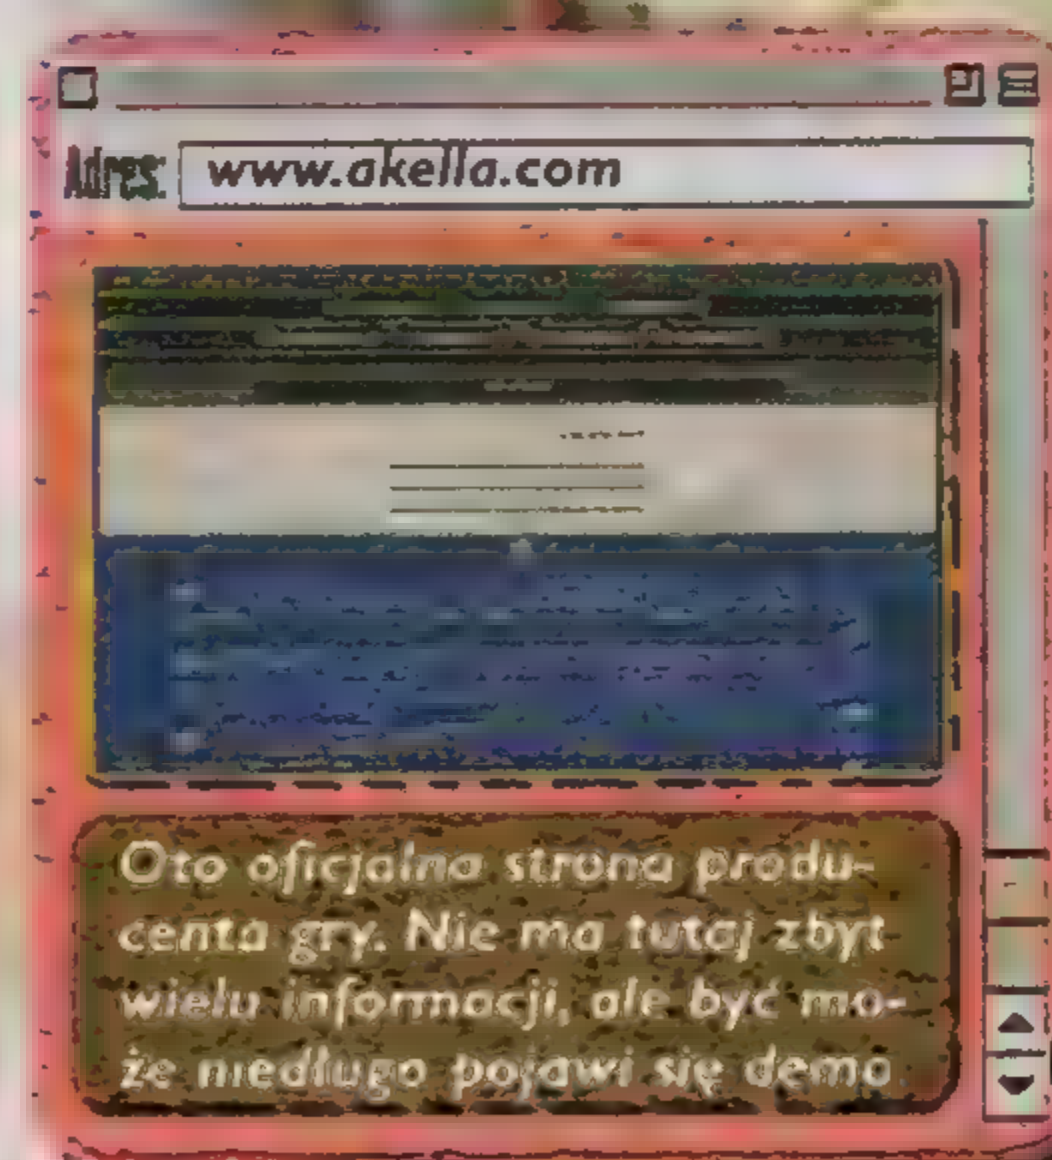 Adres: www.akella.com
Oto oficjalna strona produ-
centa gry. Nie ma tutaj zbyt
wielu informacji, ale być mo-
że niedługo pojawi się demo